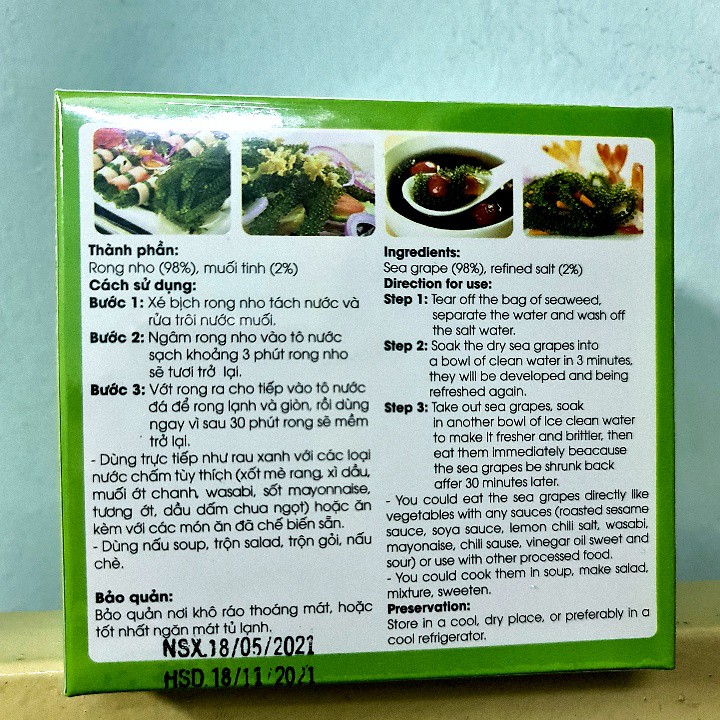 Thành phần:
Rong nho (98%), muối tinh (2%)
Cách sử dụng:
Bước 1: Xé bịch rong nho tách nước và
rửa trôi nước muối.
Bước 2: Ngâm rong nho vào tô nước
sạch khoảng 3 phút rong nho
sẽ tươi trở lại.
Bước 3: Vớt rong ra cho tiếp vào tô nước
đá để rong lạnh và giòn, rồi dùng
ngay vì sau 30 phút rong sẽ mềm
trở lại.
- Dùng trực tiếp như rau xanh với các loại
nước chấm tùy thích (xốt mè rang, xì dầu,
muối ớt chanh, wasabi, sốt mayonnaise,
tương ớt, dầu dấm chua ngọt) hoặc ăn
kèm với các món ăn đã chế biến sẵn.
- Dùng nấu soup, trộn salad, trộn gỏi, nấu
chè.
Bảo quản:
Bảo quản nơi khô ráo thoáng mát, hoặc
tốt nhất ngăn mát tủ lạnh.
NSX.18/05/2021
HSD.18/11/2021
Ingredients:
Sea grape (98%), refined salt (2%)
Direction for use:
Step 1: Tear off the bag of seaweed,
separate the water and wash off
the salt water.
Step 2: Soak the dry sea grapes into
a bowl of clean water in 3 minutes,
they will be developed and being
refreshed again.
Step 3: Take out sea grapes, soak
in another bowl of ice clean water
to make it fresher and brittler, then
eat them immediately beacause
the sea grapes be shrunk back
affer 30 minutes later.
- You could eat the sea grapes directly like
vegetables with any sauces (roasted sesame
sauce, soya sauce, lemon chili salt, wasabi,
mayonaise, chili sause, vinegar oil sweet and
sour) or use with other processed food.
- You could cook them in soup, make salad,
mixture, sweeten.
Preservation:
Store in a cool, dry place, or preferably in a
cool refrigerator.